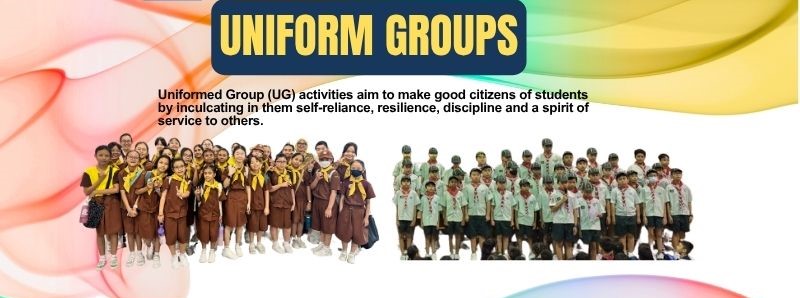 UNIFORM GROUPS
Uniformed Group (UG) activities aim to make good citizens of students
by inculcating in them self-reliance, resilience, discipline and a spirit of
service to others.